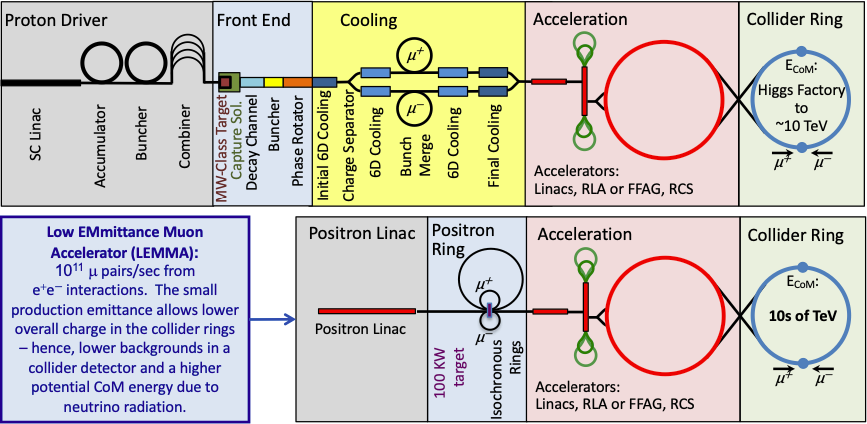 Proton Driver
Front End
Cooling
Acceleration
Collider Ring
SC Linac
Accumulator
Buncher
Combiner
MW-Class Target
Capture Sol.
Decay Channel
Buncher
Phase Rotator
Initial 6D Cooling
Charge Separator
6D Cooling
Bunch
Merge
6D Cooling
Final Cooling
μ+
μ−
Accelerators:
Linacs, RLA or FFAG, RCS
ECoM:
Higgs Factory
to
~10 TeV
μ+
μ−
Low EMmittance Muon
Accelerator (LEMMA):
10¹¹ μ pairs/sec from
e⁺e⁻ interactions. The small
production emittance allows lower
overall charge in the collider rings
– hence, lower backgrounds in a
collider detector and a higher
potential CoM energy due to
neutrino radiation.
Positron Linac
Positron
Ring
Acceleration
Collider Ring
Positron Linac
μ+
μ−
100 KW
target
Isochronous
Rings
Accelerators:
Linacs, RLA or FFAG, RCS
ECoM:
10s of TeV
μ+
μ−